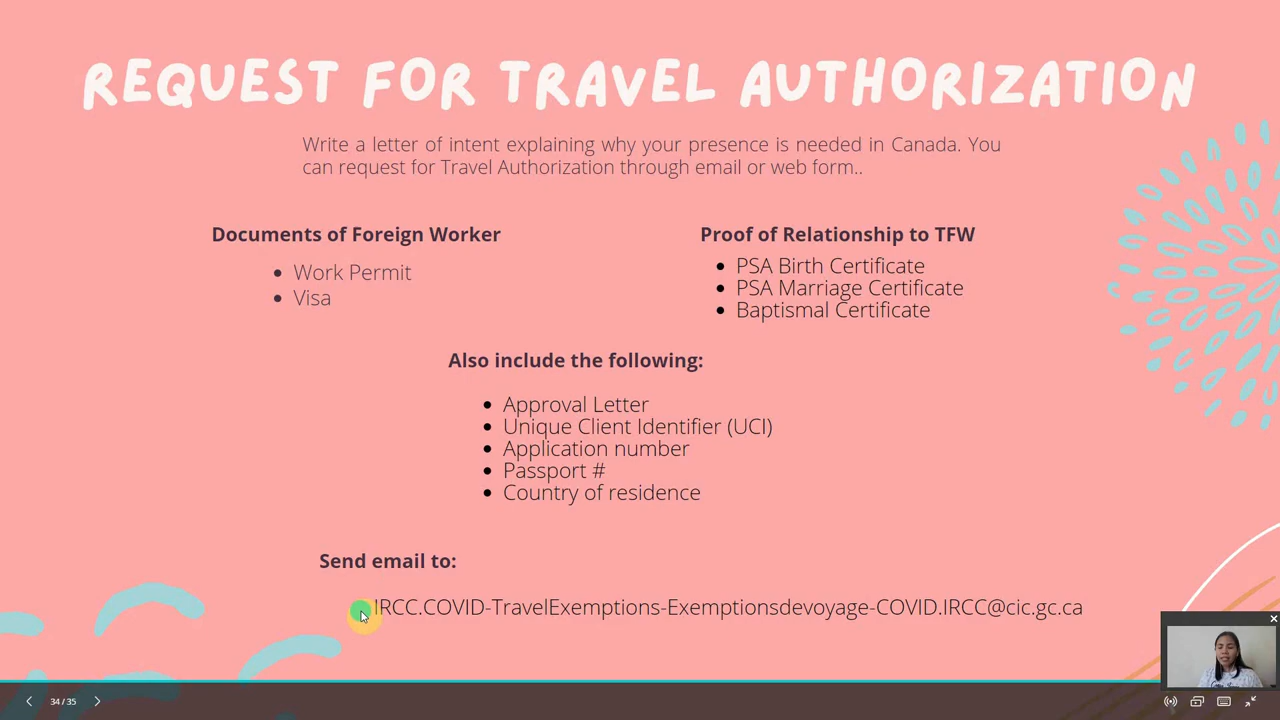 REQUEST FOR TRAVEL AUTHORIZATION
Write a letter of intent explaining why your presence is needed in Canada. You
can request for Travel Authorization through email or web form..
Documents of Foreign Worker
• Work Permit
• Visa
Proof of Relationship to TFW
• PSA Birth Certificate
• PSA Marriage Certificate
• Baptismal Certificate
Also include the following:
• Approval Letter
• Unique Client Identifier (UCI)
• Application number
• Passport #
• Country of residence
Send email to:
IRCC.COVID-TravelExemptions-Exemptionsdevoyage-COVID.IRCC@cic.gc.ca
34 / 35